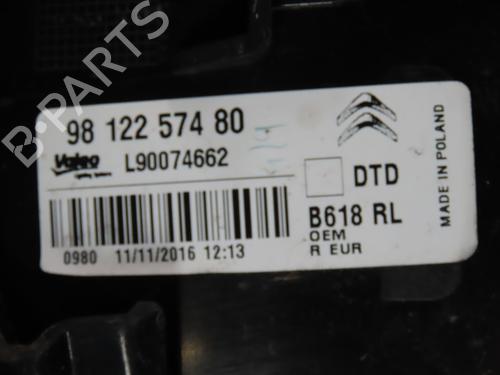 B-PARTS
98 122 574 80
Valeo L90074662
DTD
B618 RL
OEM
R EUR
0980 11/11/2016 12:13
MADE IN POLAND